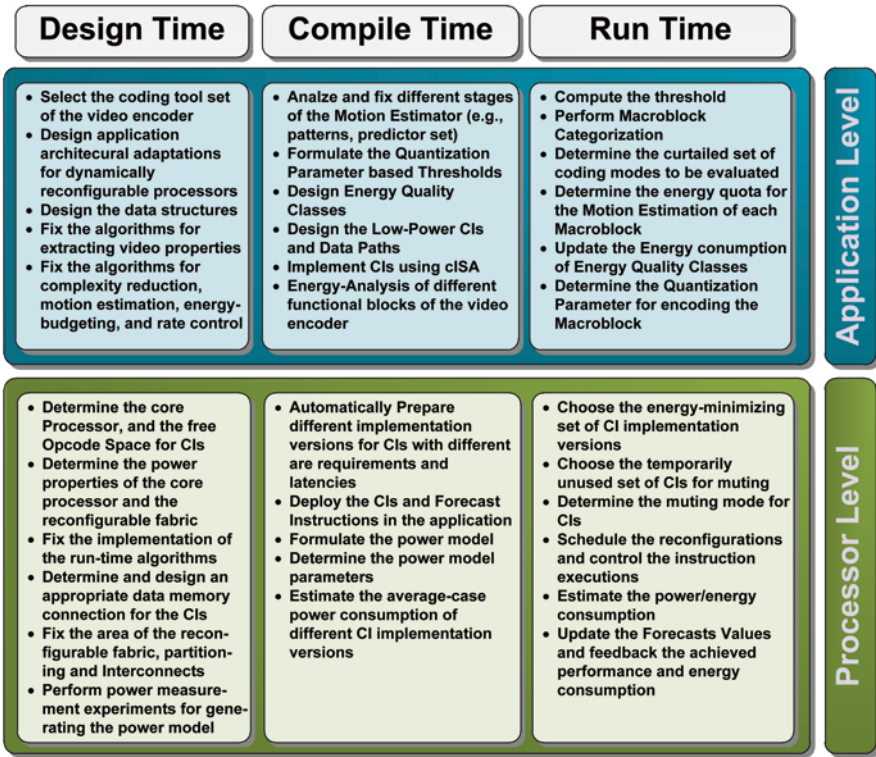 Design Time
Compile Time
Run Time
• Select the coding tool set
of the video encoder
• Design application
architecural adaptations
for dynamically
reconfigurable processors
• Design the data structures
• Fix the algorithms for
extracting video properties
• Fix the algorithms for
complexity reduction,
motion estimation, energy-
budgeting, and rate control
• Analze and fix different stages
of the Motion Estimator (e.g.,
patterns, predictor set)
• Formulate the Quantization
Parameter based Thresholds
• Design Energy Quality
Classes
• Design the Low-Power CIs
and Data Paths
• Implement CIs using cISA
• Energy-Analysis of different
functional blocks of the video
encoder
• Compute the threshold
• Perform Macroblock
Categorization
• Determine the curtailed set of
coding modes to be evaluated
• Determine the energy quota for
the Motion Estimation of each
Macroblock
• Update the Energy conumption
of Energy Quality Classes
• Determine the Quantization
Parameter for encoding the
Macroblock
Application Level
• Determine the core
Processor, and the free
Opcode Space for CIs
• Determine the power
properties of the core
processor and the
reconfigurable fabric
• Fix the implementation of
the run-time algorithms
• Determine and design an
appropriate data memory
connection for the CIs
• Fix the area of the recon-
figurable fabric, partition-
ing and Interconnects
• Perform power measure-
ment experiments for gene-
rating the power model
• Automatically Prepare
different implementation
versions for CIs with different
are requirements and
latencies
• Deploy the CIs and Forecast
Instructions in the application
• Formulate the power model
• Determine the power model
parameters
• Estimate the average-case
power consumption of
different CI implementation
versions
• Choose the energy-minimizing
set of CI implementation
versions
• Choose the temporarily
unused set of CIs for muting
• Determine the muting mode for
CIs
• Schedule the reconfigurations
and control the instruction
executions
• Estimate the power/energy
consumption
• Update the Forecasts Values
and feedback the achieved
performance and energy
consumption
Processor Level